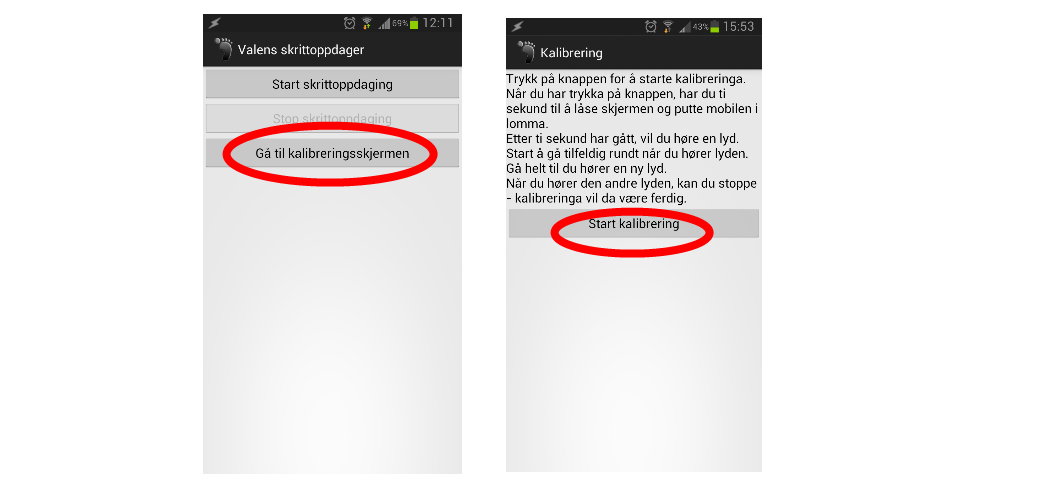 69% 12:11
Valens skrittoppdager
Start skrittoppdaging
Stop skrittoppdaging
Gå til kalibreringsskjermen
43% 15:53
Kalibrering
Trykk på knappen for å starte kalibreringa.
Når du har trykka på knappen, har du ti
sekund til å låse skjermen og putte mobilen i
lomma.
Etter ti sekund har gått, vil du høre en lyd.
Start å gå tilfeldig rundt når du hører lyden.
Gå helt til du hører en ny lyd.
Når du hører den andre lyden, kan du stoppe
- kalibreringa vil da være ferdig.
Start kalibrering